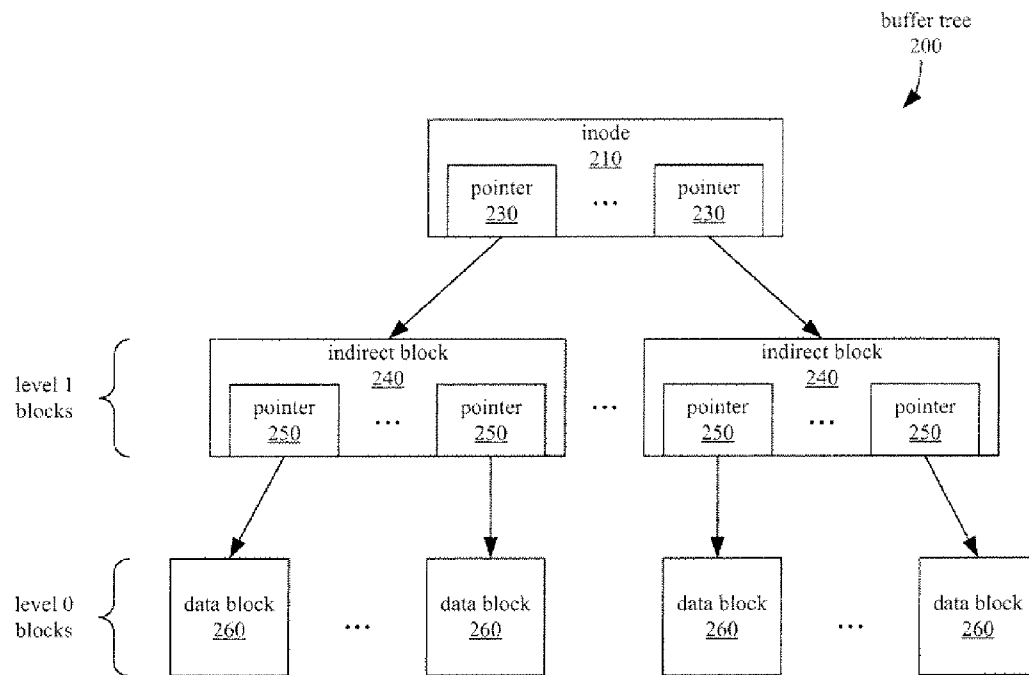 buffer tree
200
inode
210
pointer
230
...
pointer
230
level 1
blocks
indirect block
240
pointer
250
...
pointer
250
...
indirect block
240
pointer
250
...
pointer
250
level 0
blocks
data block
260
...
data block
260
data block
260
...
data block
260